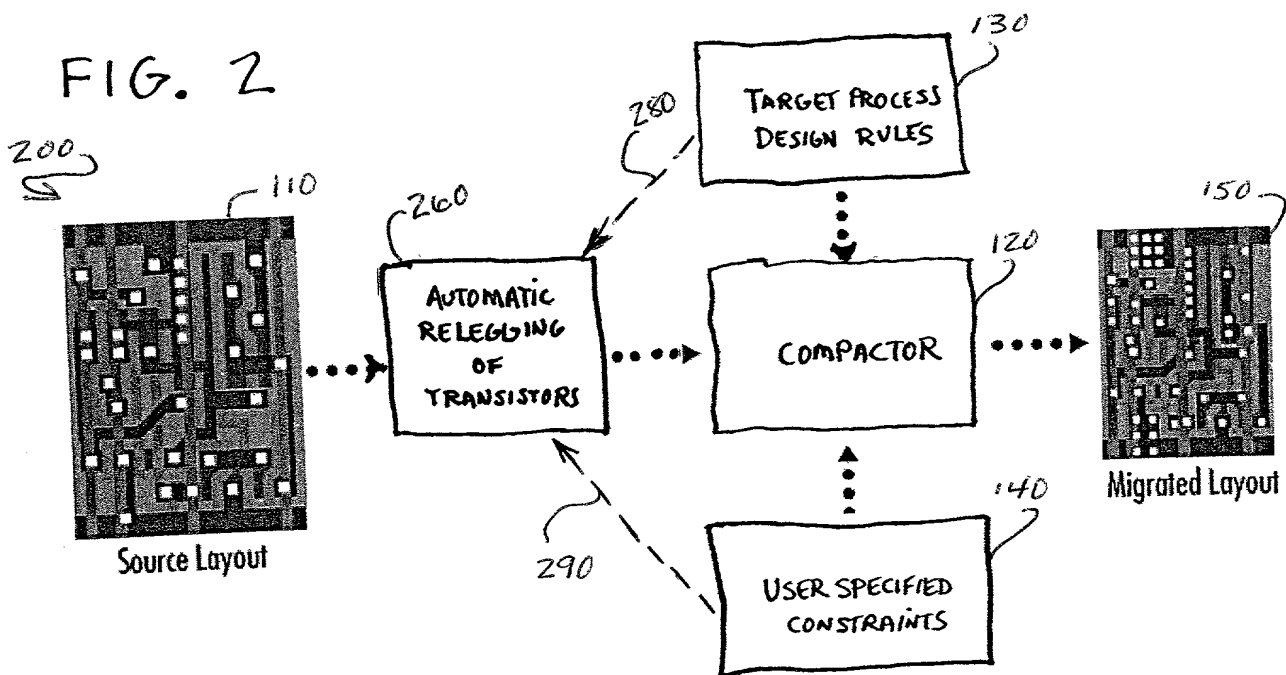 FIG. 2
200
110
Source Layout
260
AUTOMATIC
RELEGGING
OF
TRANSISTORS
280
130
TARGET PROCESS
DESIGN RULES
120
COMPACTOR
290
140
USER SPECIFIED
CONSTRAINTS
150
Migrated Layout